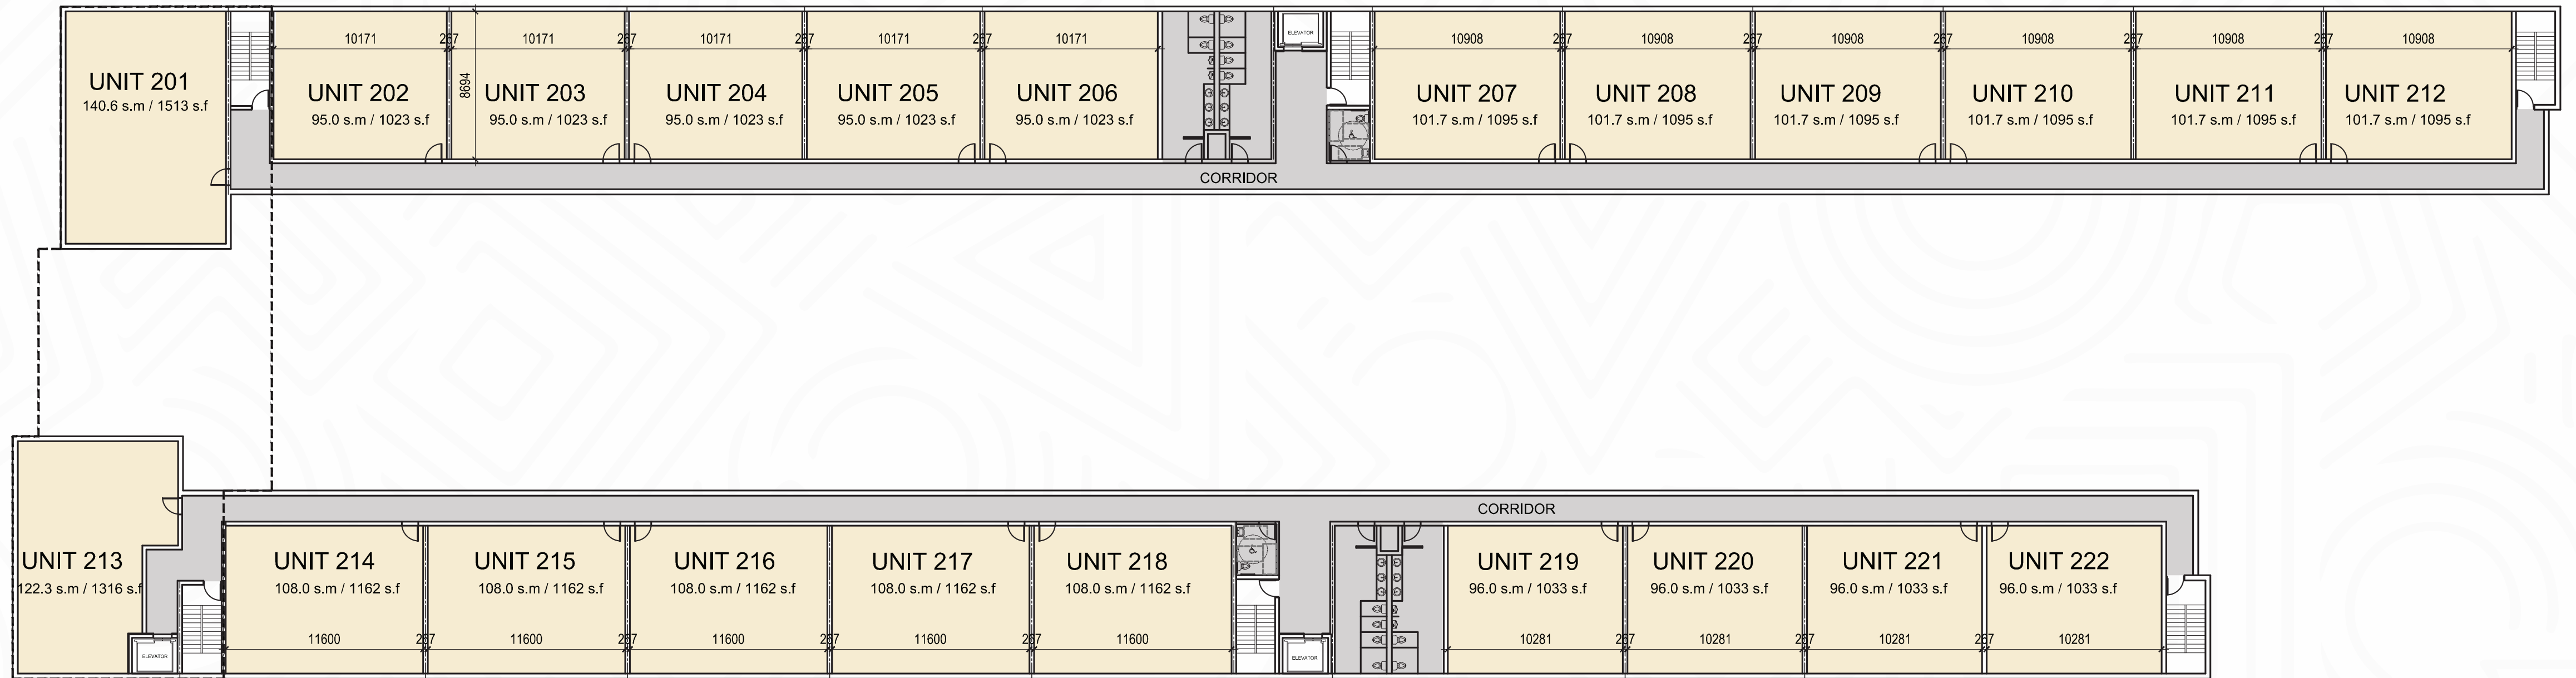 10171 267 10171 267 10171 267 10171 267 10171
ELEVATOR
10908 267 10908 267 10908 267 10908 267 10908 267 10908
8694
UNIT 201
140.6 s.m / 1513 s.f
UNIT 202
95.0 s.m / 1023 s.f
UNIT 203
95.0 s.m / 1023 s.f
UNIT 204
95.0 s.m / 1023 s.f
UNIT 205
95.0 s.m / 1023 s.f
UNIT 206
95.0 s.m / 1023 s.f
UNIT 207
101.7 s.m / 1095 s.f
UNIT 208
101.7 s.m / 1095 s.f
UNIT 209
101.7 s.m / 1095 s.f
UNIT 210
101.7 s.m / 1095 s.f
UNIT 211
101.7 s.m / 1095 s.f
UNIT 212
101.7 s.m / 1095 s.f
CORRIDOR
CORRIDOR
UNIT 213
122.3 s.m / 1316 s.f
UNIT 214
108.0 s.m / 1162 s.f
UNIT 215
108.0 s.m / 1162 s.f
UNIT 216
108.0 s.m / 1162 s.f
UNIT 217
108.0 s.m / 1162 s.f
UNIT 218
108.0 s.m / 1162 s.f
UNIT 219
96.0 s.m / 1033 s.f
UNIT 220
96.0 s.m / 1033 s.f
UNIT 221
96.0 s.m / 1033 s.f
UNIT 222
96.0 s.m / 1033 s.f
ELEVATOR
11600 267 11600 267 11600 267 11600 267 11600
ELEVATOR
10281 267 10281 267 10281 267 10281